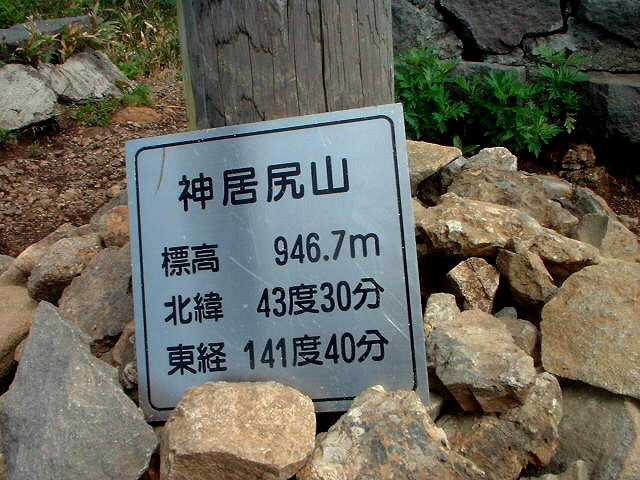 神居尻山
標高 946.7m
北緯 43度30分
東経 141度40分